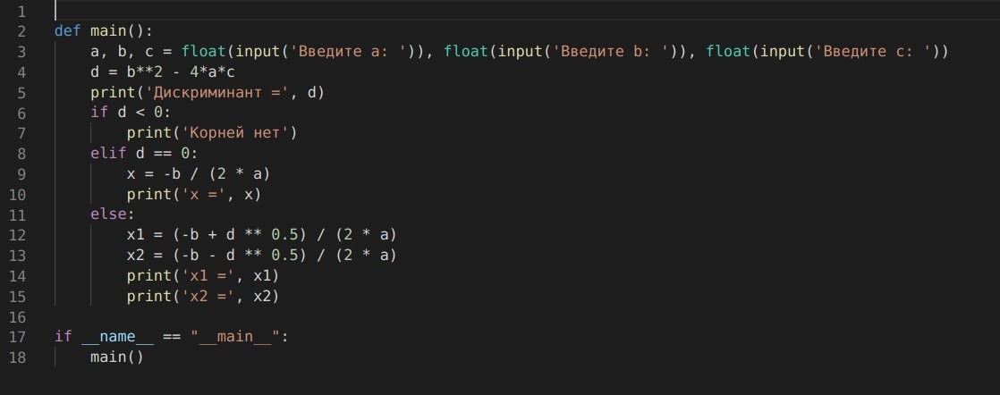 1
2 def main():
3     a, b, c = float(input('Введите a: ')), float(input('Введите b: ')), float(input('Введите c: '))
4     d = b**2 - 4*a*c
5     print('Дискриминант =', d)
6     if d < 0:
7         print('Корней нет')
8     elif d == 0:
9         x = -b / (2 * a)
10         print('x =', x)
11     else:
12         x1 = (-b + d ** 0.5) / (2 * a)
13         x2 = (-b - d ** 0.5) / (2 * a)
14         print('x1 =', x1)
15         print('x2 =', x2)
16
17 if __name__ == "__main__":
18     main()